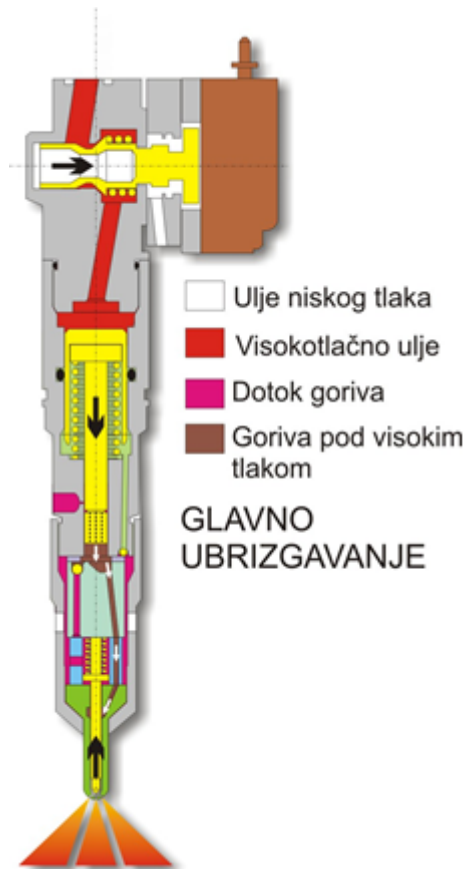 Ulje niskog tlaka
Visokotlačno ulje
Dotok goriva
Goriva pod visokim
tlakom
GLAVNO
UBRIZGAVANJE